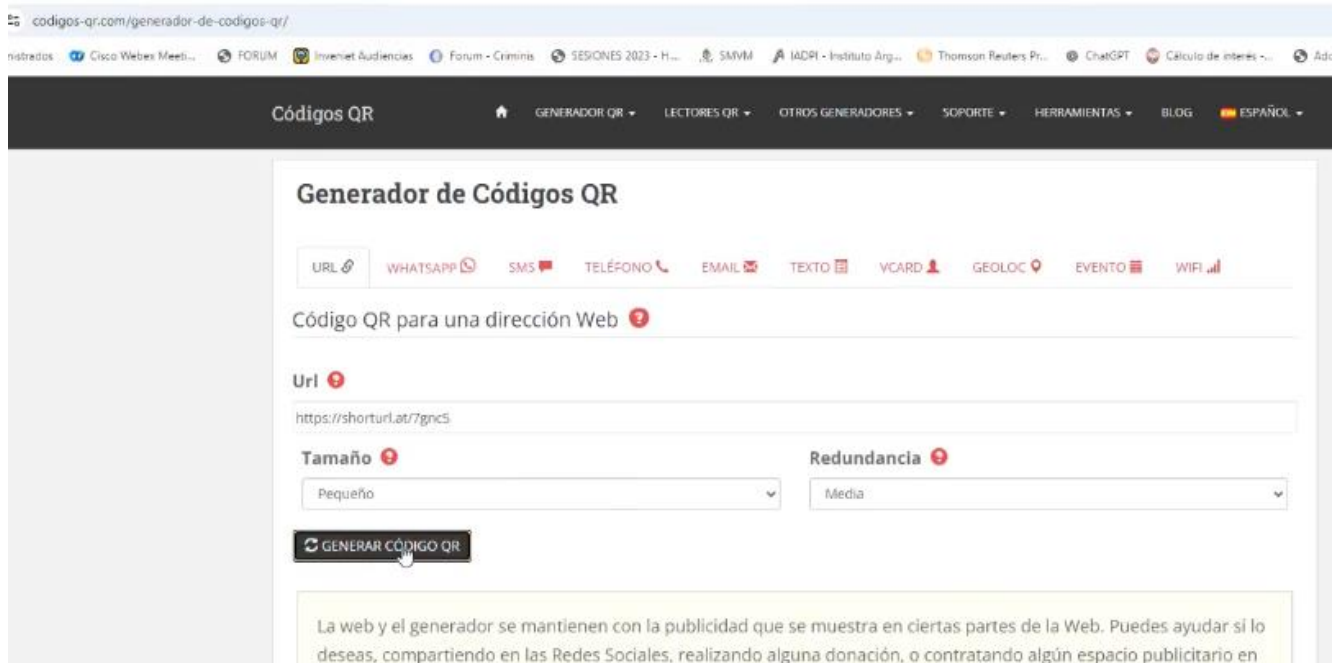 codigos-qr.com/generador-de-codigos-qr/
nistrados Cisco Webex Meeti... FORUM Inveniet Audiencias Forum - Criminis SESIONES 2023 - H... SMVM IADPI - Instituto Arg... Thomson Reuters Pr... ChatGPT Cálculo de interés -... Ado
Códigos QR GENERADOR QR LECTORES QR OTROS GENERADORES SOPORTE HERRAMIENTAS BLOG ESPAÑOL
Generador de Códigos QR
URL WHATSAPP SMS TELÉFONO EMAIL TEXTO VCARD GEOLOC EVENTO WIFI
Código QR para una dirección Web ?
Url ?
https://shorturl.at/7gnc5
Tamaño ? Redundancia ?
Pequeño Media
GENERAR CÓDIGO QR
La web y el generador se mantienen con la publicidad que se muestra en ciertas partes de la Web. Puedes ayudar si lo
deseas, compartiendo en las Redes Sociales, realizando alguna donación, o contratando algún espacio publicitario en